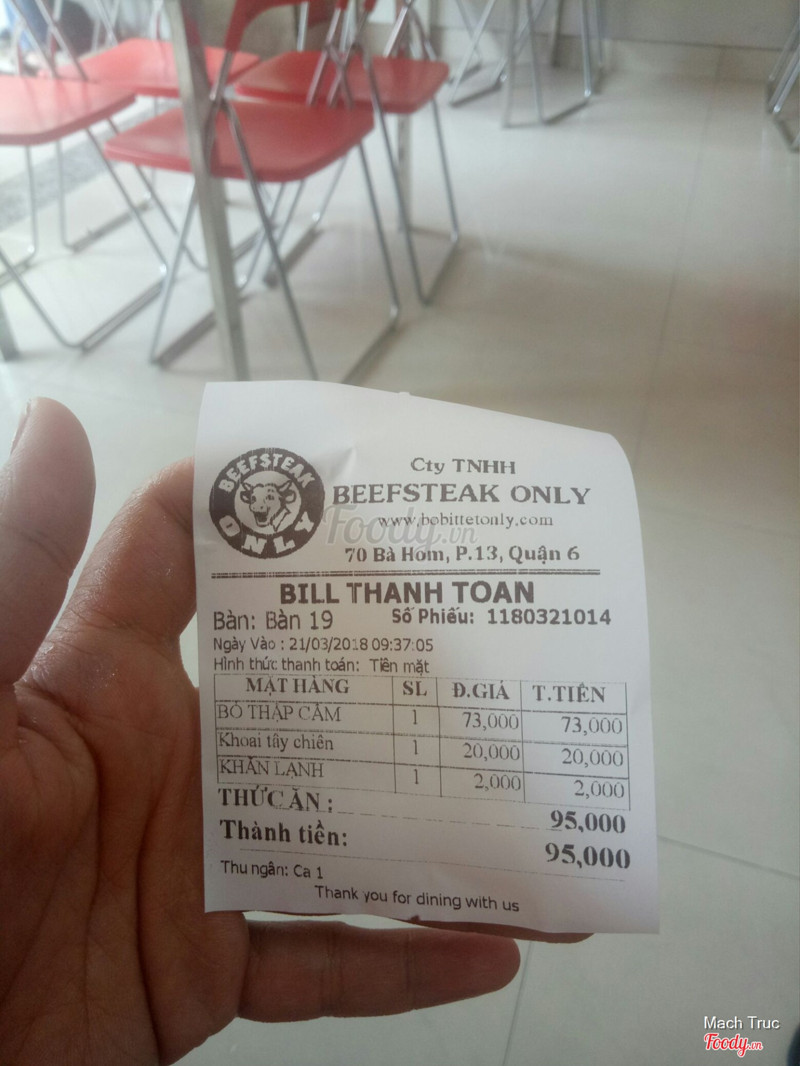 BEEFSTEAK ONLY
Cty TNHH
BEEFSTEAK ONLY
www.bobittetonly.com
70 Bà Hom, P.13, Quận 6
Foody.vn
BILL THANH TOAN
Bàn: Bàn 19 Số Phiếu: 1180321014
Ngày Vào : 21/03/2018 09:37:05
Hình thức thanh toán: Tiền mặt
MẶT HÀNG SL Đ.GIÁ T.TIỀN
BÒ THẬP CẨM 1 73,000 73,000
Khoai tây chiên 1 20,000 20,000
KHĂN LẠNH 1 2,000 2,000
THỨC ĂN : 95,000
Thành tiền: 95,000
Thu ngân: Ca 1
Thank you for dining with us
Mach Truc
Foody.vn